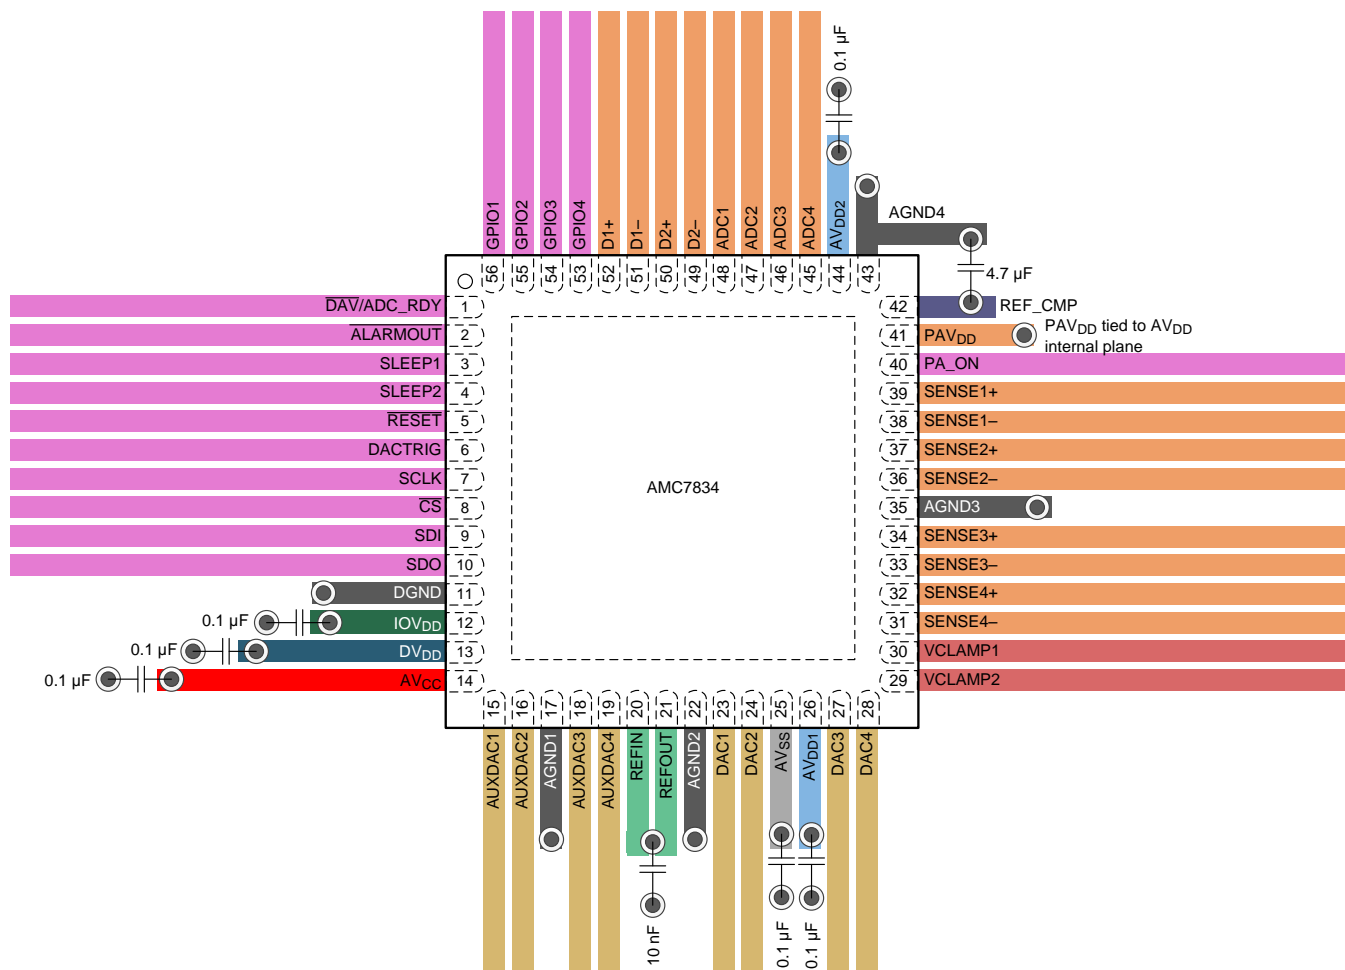 0.1 µF
GPIO1
GPIO2
GPIO3
GPIO4
D1+
D1–
D2+
D2–
ADC1
ADC2
ADC3
ADC4
AVDD2
AGND4
56
55
54
53
52
51
50
49
48
47
46
45
44
43
4.7 µF
DAV/ADC_RDY 1
ALARMOUT 2
SLEEP1 3
SLEEP2 4
RESET 5
DACTRIG 6
SCLK 7
CS 8
SDI 9
SDO 10
DGND 11
0.1 µF IOVDD 12
0.1 µF DVDD 13
0.1 µF AVCC 14
AMC7834
42 REF_CMP
41 PAVDD
PAVDD tied to AVDD
internal plane
40 PA_ON
39 SENSE1+
38 SENSE1–
37 SENSE2+
36 SENSE2–
35 AGND3
34 SENSE3+
33 SENSE3–
32 SENSE4+
31 SENSE4–
30 VCLAMP1
29 VCLAMP2
15
16
17
18
19
20
21
22
23
24
25
26
27
28
AUXDAC1
AUXDAC2
AGND1
AUXDAC3
AUXDAC4
REFIN
REFOUT
AGND2
DAC1
DAC2
AVSS
AVDD1
DAC3
DAC4
10 nF
0.1 µF
0.1 µF